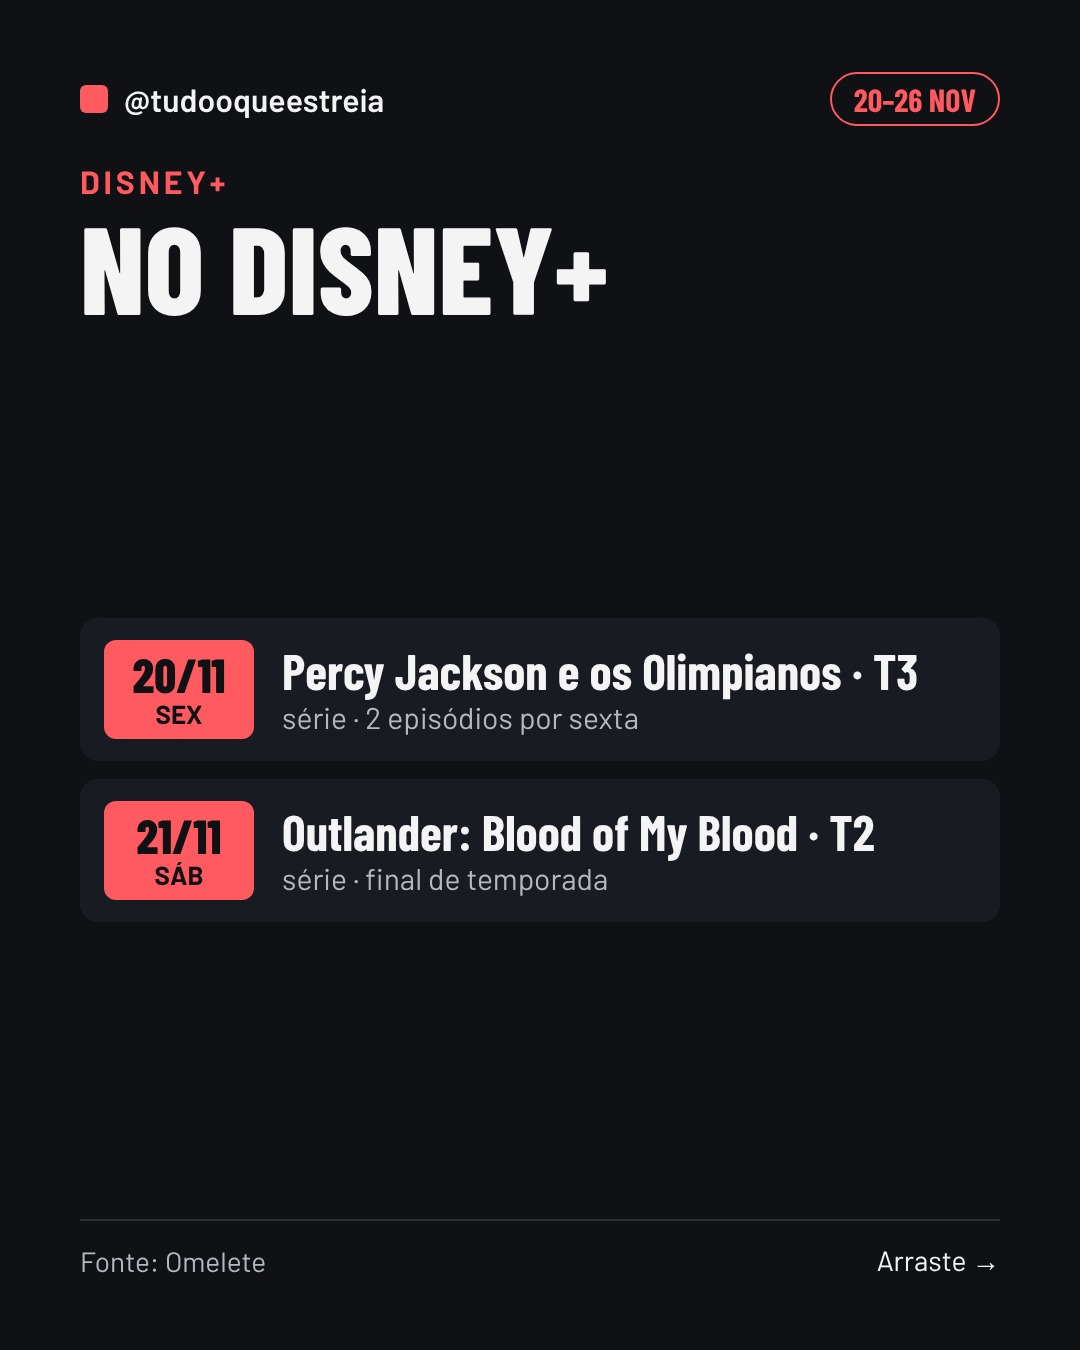 @tudooqueestreia
20–26 NOV
DISNEY+
NO DISNEY+
20/11
SEX
Percy Jackson e os Olimpianos · T3
série · 2 episódios por sexta
21/11
SÁB
Outlander: Blood of My Blood · T2
série · final de temporada
Fonte: Omelete
Arraste →